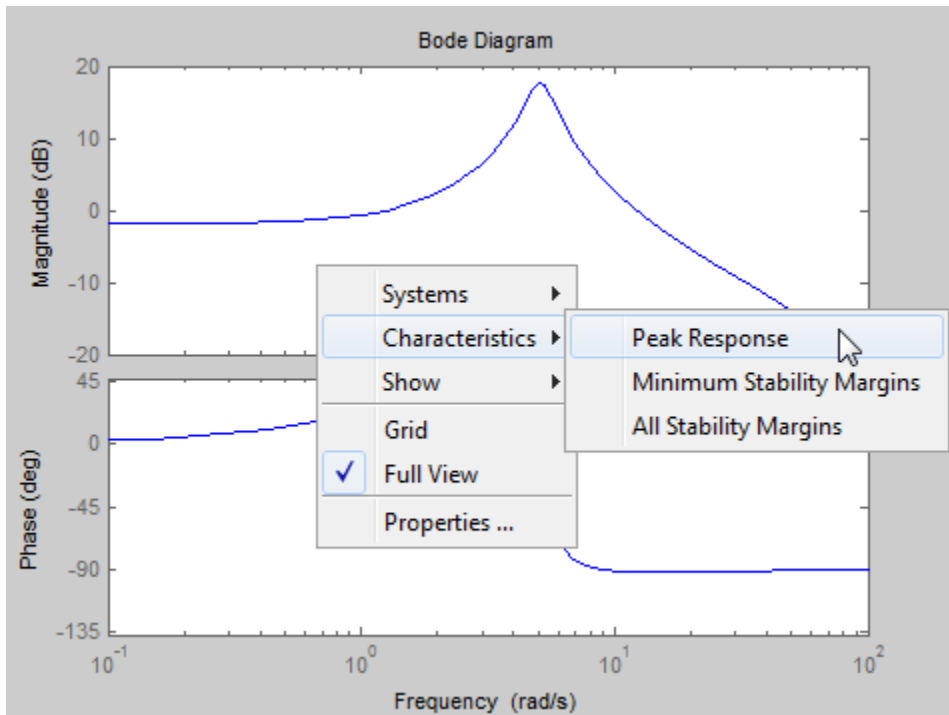 Bode Diagram
Magnitude (dB)
20
10
0
-10
-20
Systems
Characteristics
Show
Grid
Full View
Properties ...
Peak Response
Minimum Stability Margins
All Stability Margins
Phase (deg)
45
0
-45
-90
-135
10^-1
10^0
10^1
10^2
Frequency (rad/s)